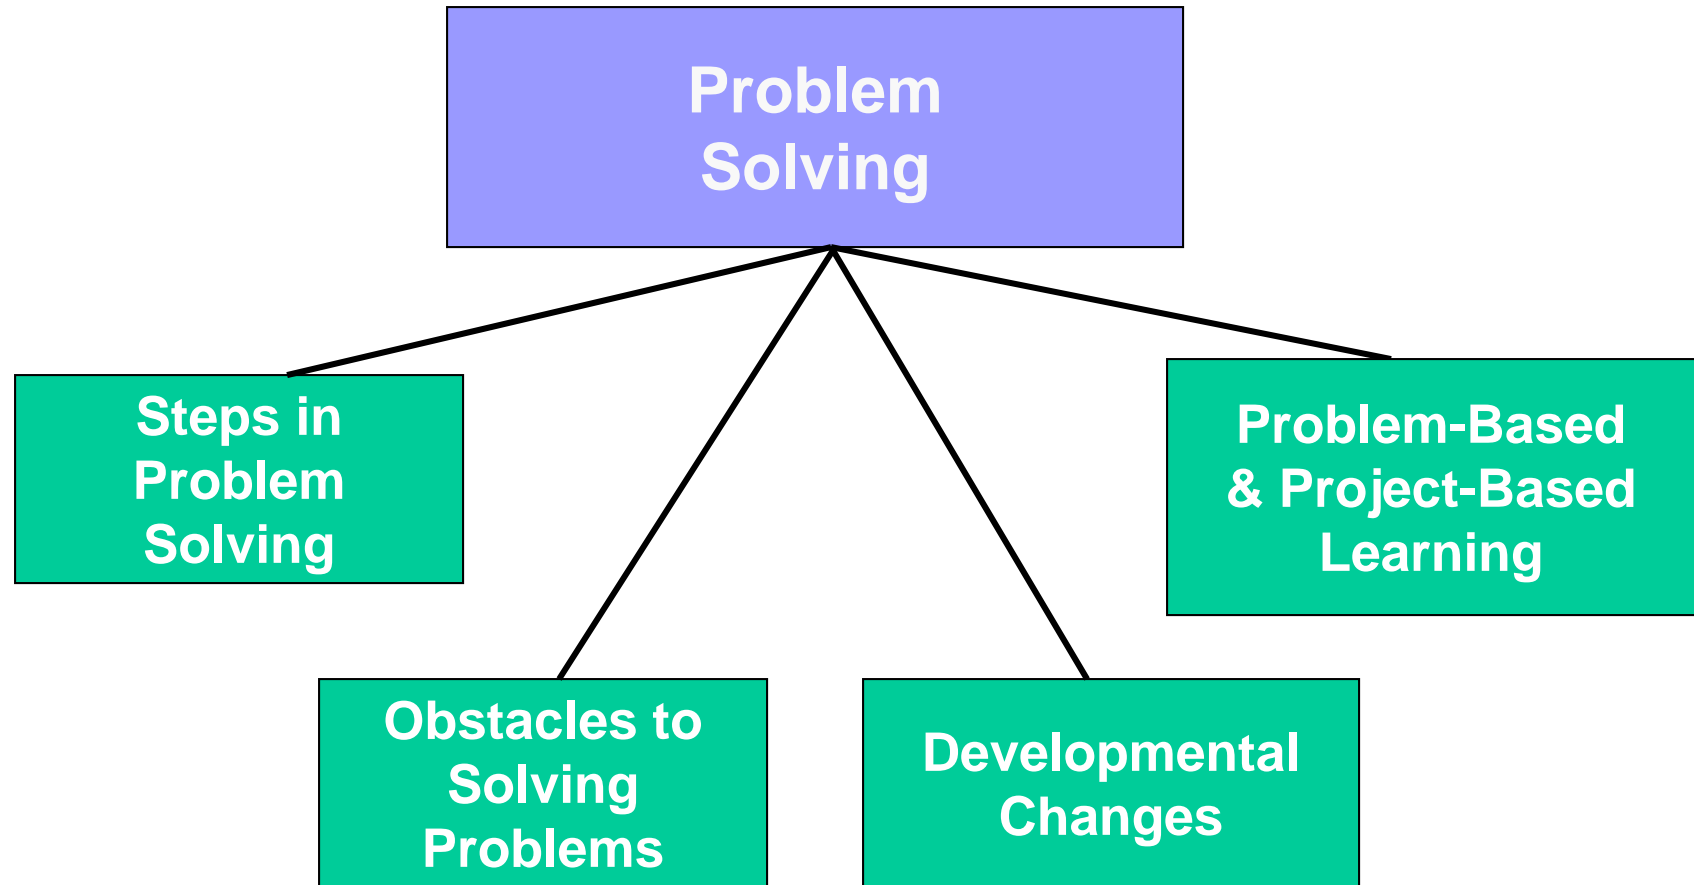 Problem
Solving
Steps in
Problem
Solving
Problem-Based
& Project-Based
Learning
Obstacles to
Solving
Problems
Developmental
Changes